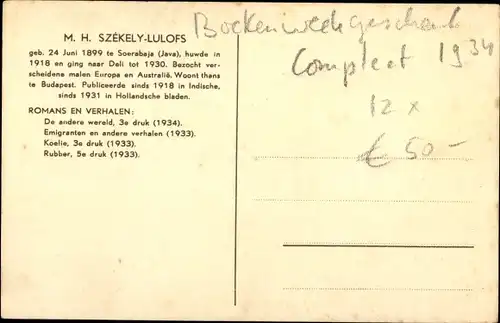 M. H. SZÉKELY-LULOFS
geb. 24 Juni 1899 te Soerabaja (Java), huwde in
1918 en ging naar Deli tot 1930. Bezocht ver-
scheidene malen Europa en Australië. Woont thans
te Budapest. Publiceerde sinds 1918 in Indische,
sinds 1931 in Hollandsche bladen.
ROMANS EN VERHALEN:
De andere wereld, 3e druk (1934).
Emigranten en andere verhalen (1933).
Koelie, 3e druk (1933).
Rubber, 5e druk (1933).
Boekenweekgeschenk
Compleet 1934
12 x
€ 50-